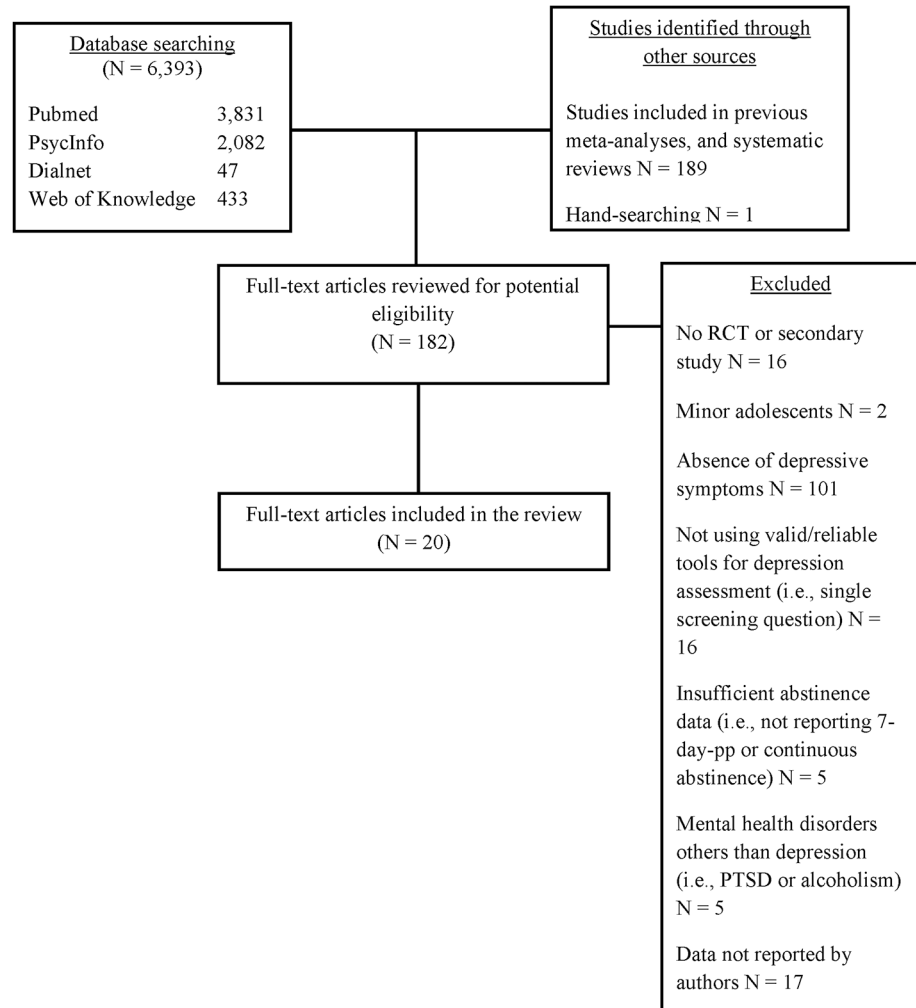 Database searching
(N = 6,393)
Pubmed 3,831
PsycInfo 2,082
Dialnet 47
Web of Knowledge 433
Studies identified through
other sources
Studies included in previous
meta-analyses, and systematic
reviews N = 189
Hand-searching N = 1
Full-text articles reviewed for potential
eligibility
(N = 182)
Excluded
No RCT or secondary
study N = 16
Minor adolescents N = 2
Absence of depressive
symptoms N = 101
Not using valid/reliable
tools for depression
assessment (i.e., single
screening question) N =
16
Insufficient abstinence
data (i.e., not reporting 7-
day-pp or continuous
abstinence) N = 5
Mental health disorders
others than depression
(i.e., PTSD or alcoholism)
N = 5
Data not reported by
authors N = 17
Full-text articles included in the review
(N = 20)